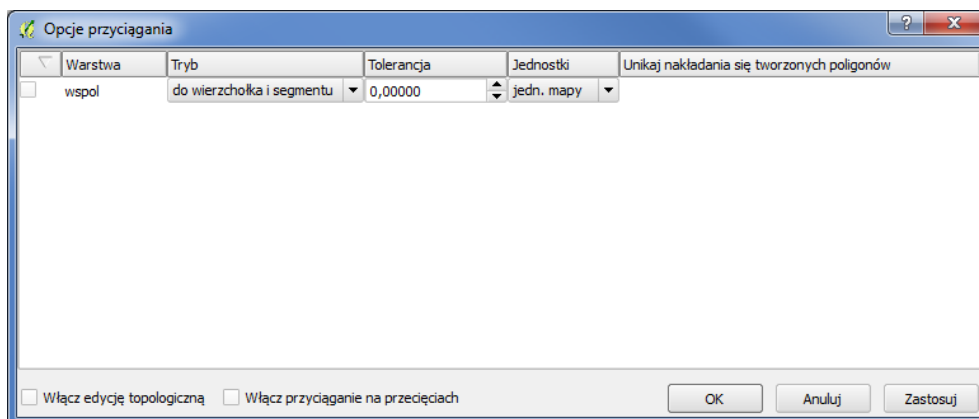 Opcje przyciągania
Warstwa Tryb Tolerancja Jednostki Unikaj nakładania się tworzonych poligonów
wspol do wierzchołka i segmentu 0,00000 jedn. mapy
Włącz edycję topologiczną Włącz przyciąganie na przecięciach OK Anuluj Zastosuj